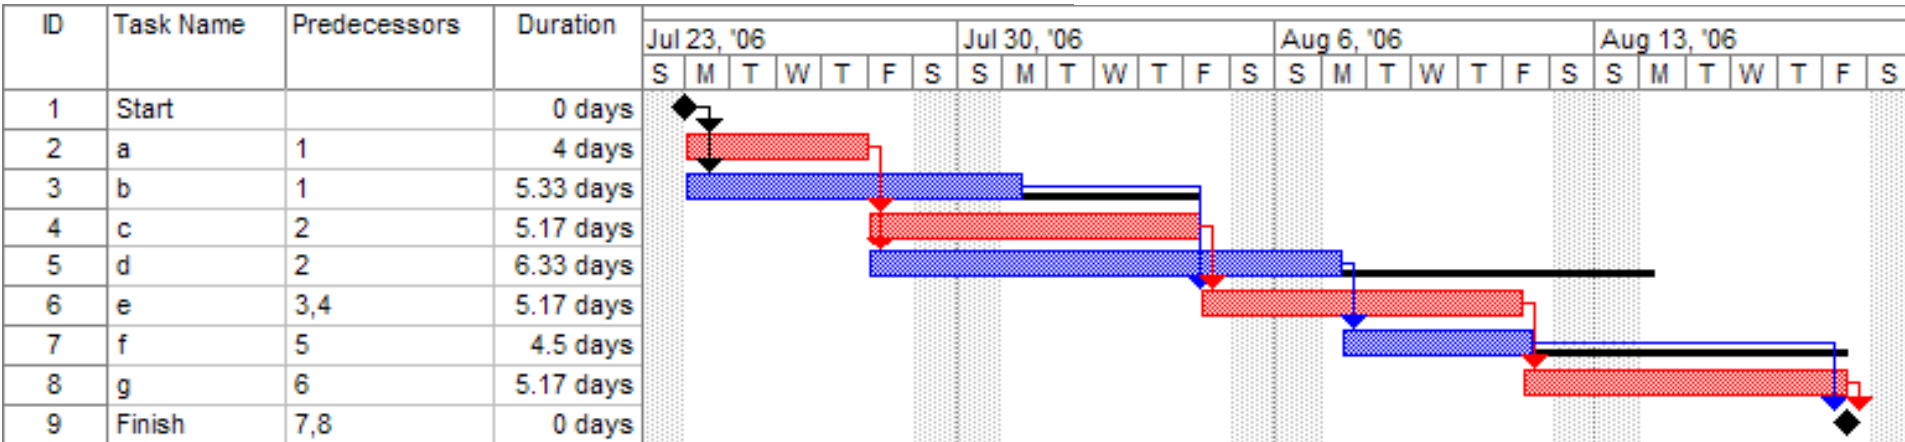 ID Task Name Predecessors Duration
Jul 23, '06 Jul 30, '06 Aug 6, '06 Aug 13, '06
S M T W T F S S M T W T F S S M T W T F S S M T W T F S
1 Start 0 days
2 a 1 4 days
3 b 1 5.33 days
4 c 2 5.17 days
5 d 2 6.33 days
6 e 3,4 5.17 days
7 f 5 4.5 days
8 g 6 5.17 days
9 Finish 7,8 0 days